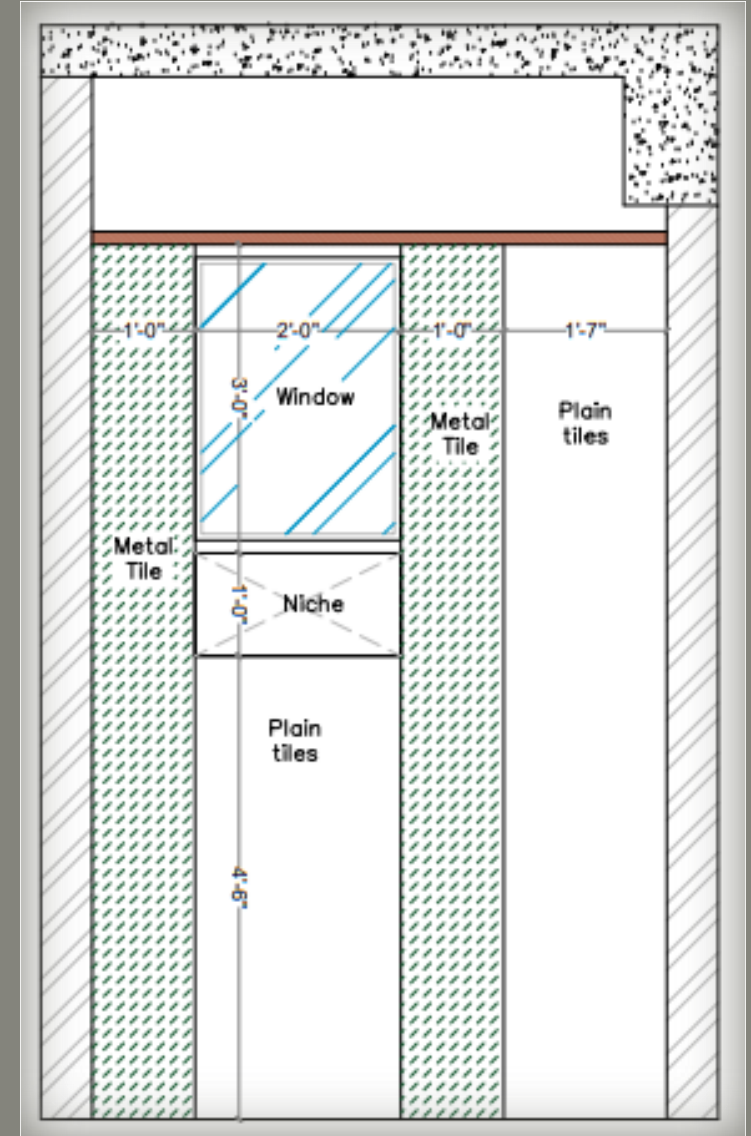 1'-0"
2'-0"
1'-0"
1'-7"
3'-0"
Window
Metal
Tile
Plain
tiles
Metal
Tile
1'-0"
Niche
Plain
tiles
4'-6"